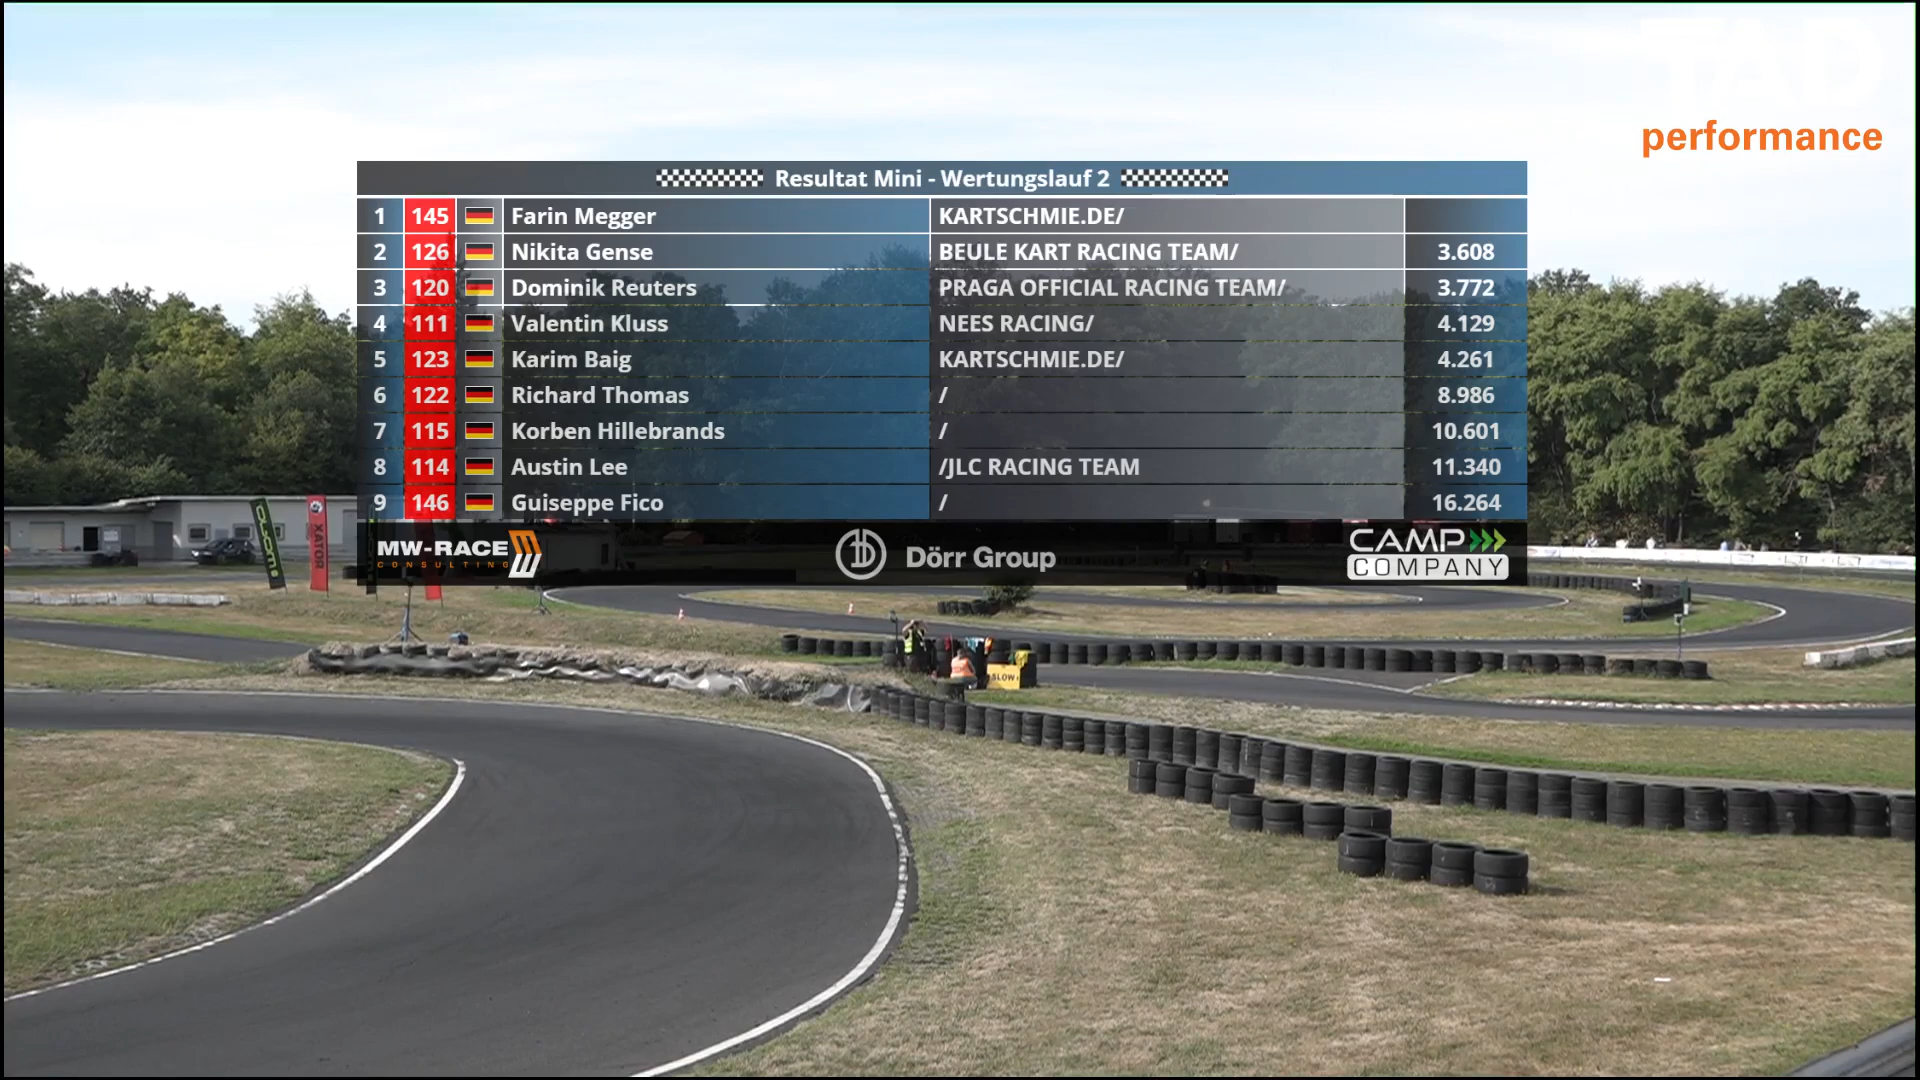 performance
Resultat Mini - Wertungslauf 2
1 145 Farin Megger KARTSCHMIE.DE/
2 126 Nikita Gense BEULE KART RACING TEAM/ 3.608
3 120 Dominik Reuters PRAGA OFFICIAL RACING TEAM/ 3.772
4 111 Valentin Kluss NEES RACING/ 4.129
5 123 Karim Baig KARTSCHMIE.DE/ 4.261
6 122 Richard Thomas / 8.986
7 115 Korben Hillebrands / 10.601
8 114 Austin Lee /JLC RACING TEAM 11.340
9 146 Guiseppe Fico / 16.264
MW-RACE
CONSULTING
Dörr Group
CAMP
COMPANY
XIATOR
SLOW